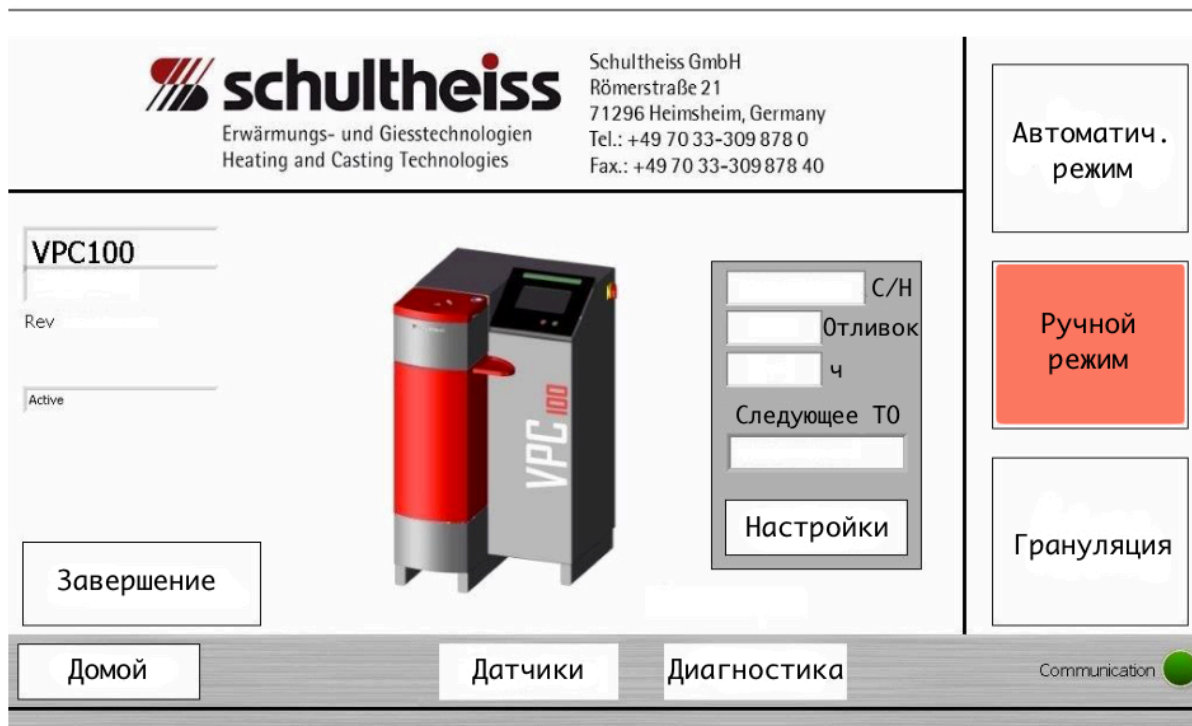 schultheiss
Erwärmungs- und Giesstechnologien
Heating and Casting Technologies
Schultheiss GmbH
Römerstraße 21
71296 Heimsheim, Germany
Tel.: +49 70 33-309 878 0
Fax.: +49 70 33-309 878 40
Автоматич.
режим
VPC100
Rev
Active
VPC 100
С/Н
Отливок
ч
Следующее ТО
Настройки
Ручной
режим
Грануляция
Завершение
Домой
Датчики
Диагностика
Communication